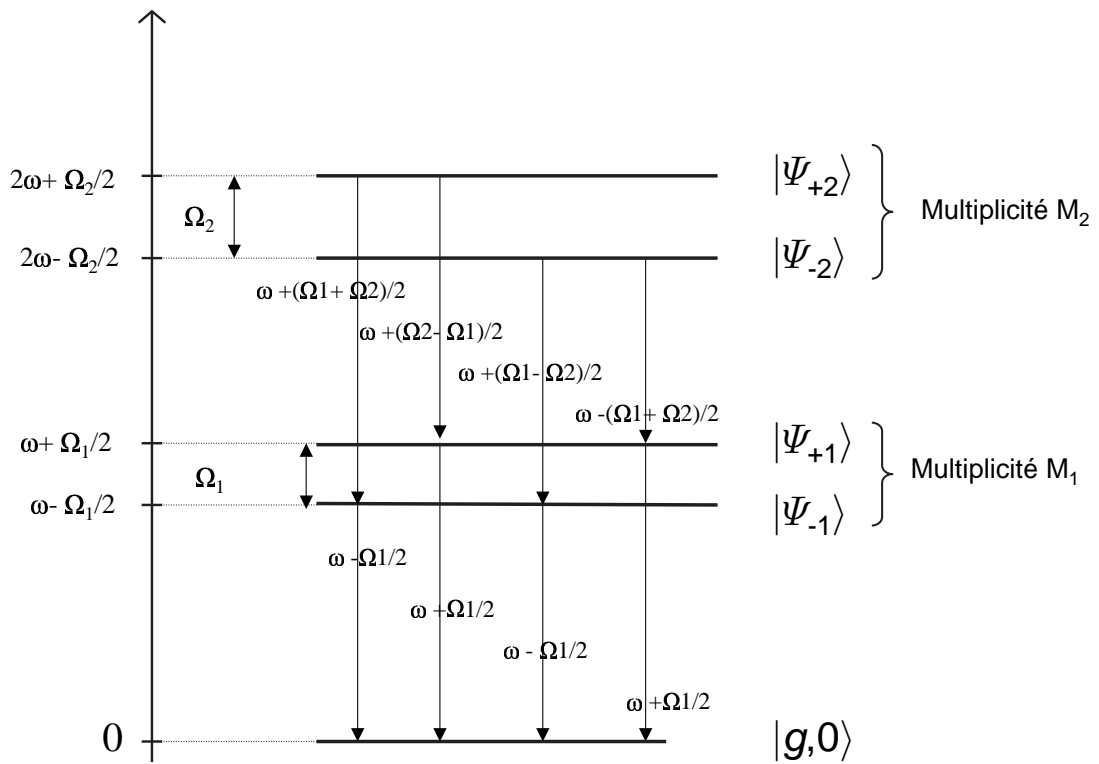 |Ψ₊₂⟩
2ω+ Ω₂/2
Ω₂
Multiplicité M₂
2ω- Ω₂/2
|Ψ₋₂⟩
ω +(Ω1+ Ω2)/2
ω +(Ω2- Ω1)/2
ω +(Ω1- Ω2)/2
ω -(Ω1+ Ω2)/2
ω+ Ω₁/2
|Ψ₊₁⟩
Ω₁
Multiplicité M₁
ω- Ω₁/2
|Ψ₋₁⟩
ω -Ω1/2
ω +Ω1/2
ω - Ω1/2
ω +Ω1/2
0
|g,0⟩